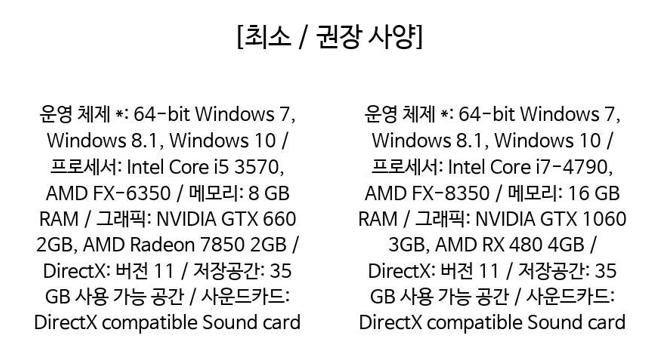 [최소 / 권장 사양]
운영 체제 *: 64-bit Windows 7,
Windows 8.1, Windows 10 /
프로세서: Intel Core i5 3570,
AMD FX-6350 / 메모리: 8 GB
RAM / 그래픽: NVIDIA GTX 660
2GB, AMD Radeon 7850 2GB /
DirectX: 버전 11 / 저장공간: 35
GB 사용 가능 공간 / 사운드카드:
DirectX compatible Sound card
운영 체제 *: 64-bit Windows 7,
Windows 8.1, Windows 10 /
프로세서: Intel Core i7-4790,
AMD FX-8350 / 메모리: 16 GB
RAM / 그래픽: NVIDIA GTX 1060
3GB, AMD RX 480 4GB /
DirectX: 버전 11 / 저장공간: 35
GB 사용 가능 공간 / 사운드카드:
DirectX compatible Sound card